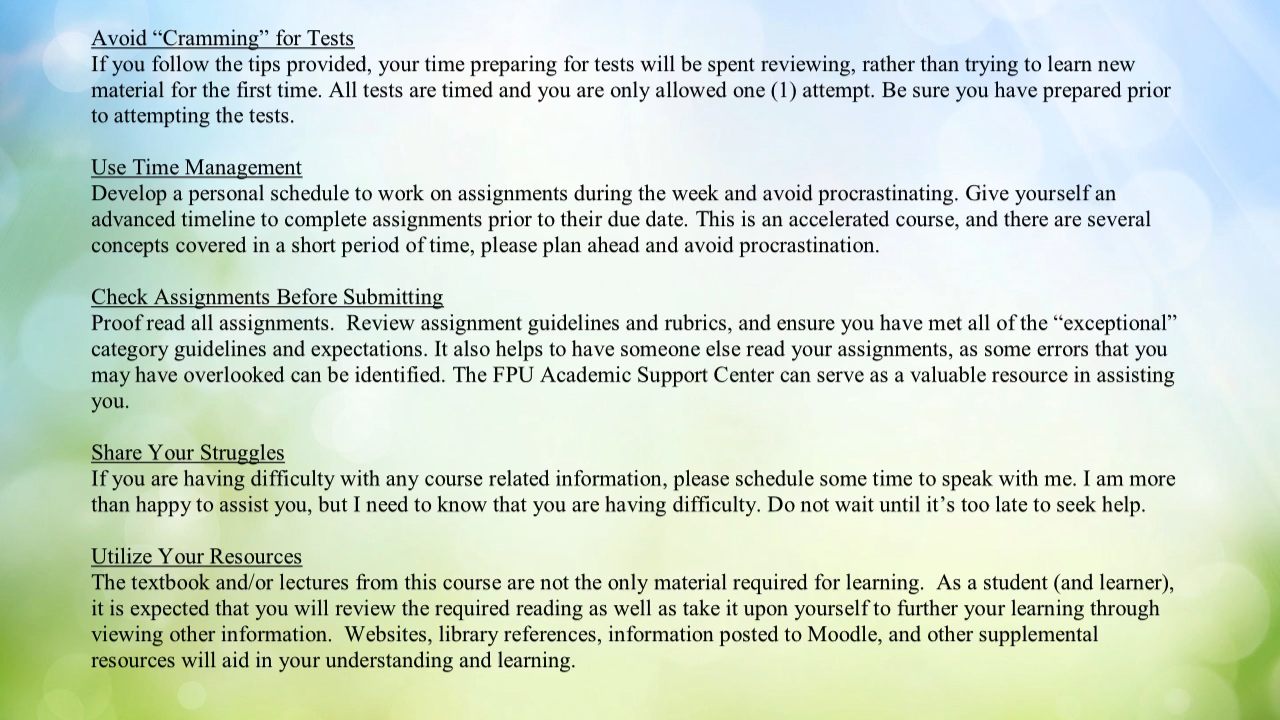 Avoid “Cramming” for Tests
If you follow the tips provided, your time preparing for tests will be spent reviewing, rather than trying to learn new
material for the first time. All tests are timed and you are only allowed one (1) attempt. Be sure you have prepared prior
to attempting the tests.
Use Time Management
Develop a personal schedule to work on assignments during the week and avoid procrastinating. Give yourself an
advanced timeline to complete assignments prior to their due date. This is an accelerated course, and there are several
concepts covered in a short period of time, please plan ahead and avoid procrastination.
Check Assignments Before Submitting
Proof read all assignments.  Review assignment guidelines and rubrics, and ensure you have met all of the “exceptional”
category guidelines and expectations. It also helps to have someone else read your assignments, as some errors that you
may have overlooked can be identified. The FPU Academic Support Center can serve as a valuable resource in assisting
you.
Share Your Struggles
If you are having difficulty with any course related information, please schedule some time to speak with me. I am more
than happy to assist you, but I need to know that you are having difficulty. Do not wait until it’s too late to seek help.
Utilize Your Resources
The textbook and/or lectures from this course are not the only material required for learning.  As a student (and learner),
it is expected that you will review the required reading as well as take it upon yourself to further your learning through
viewing other information.  Websites, library references, information posted to Moodle, and other supplemental
resources will aid in your understanding and learning.